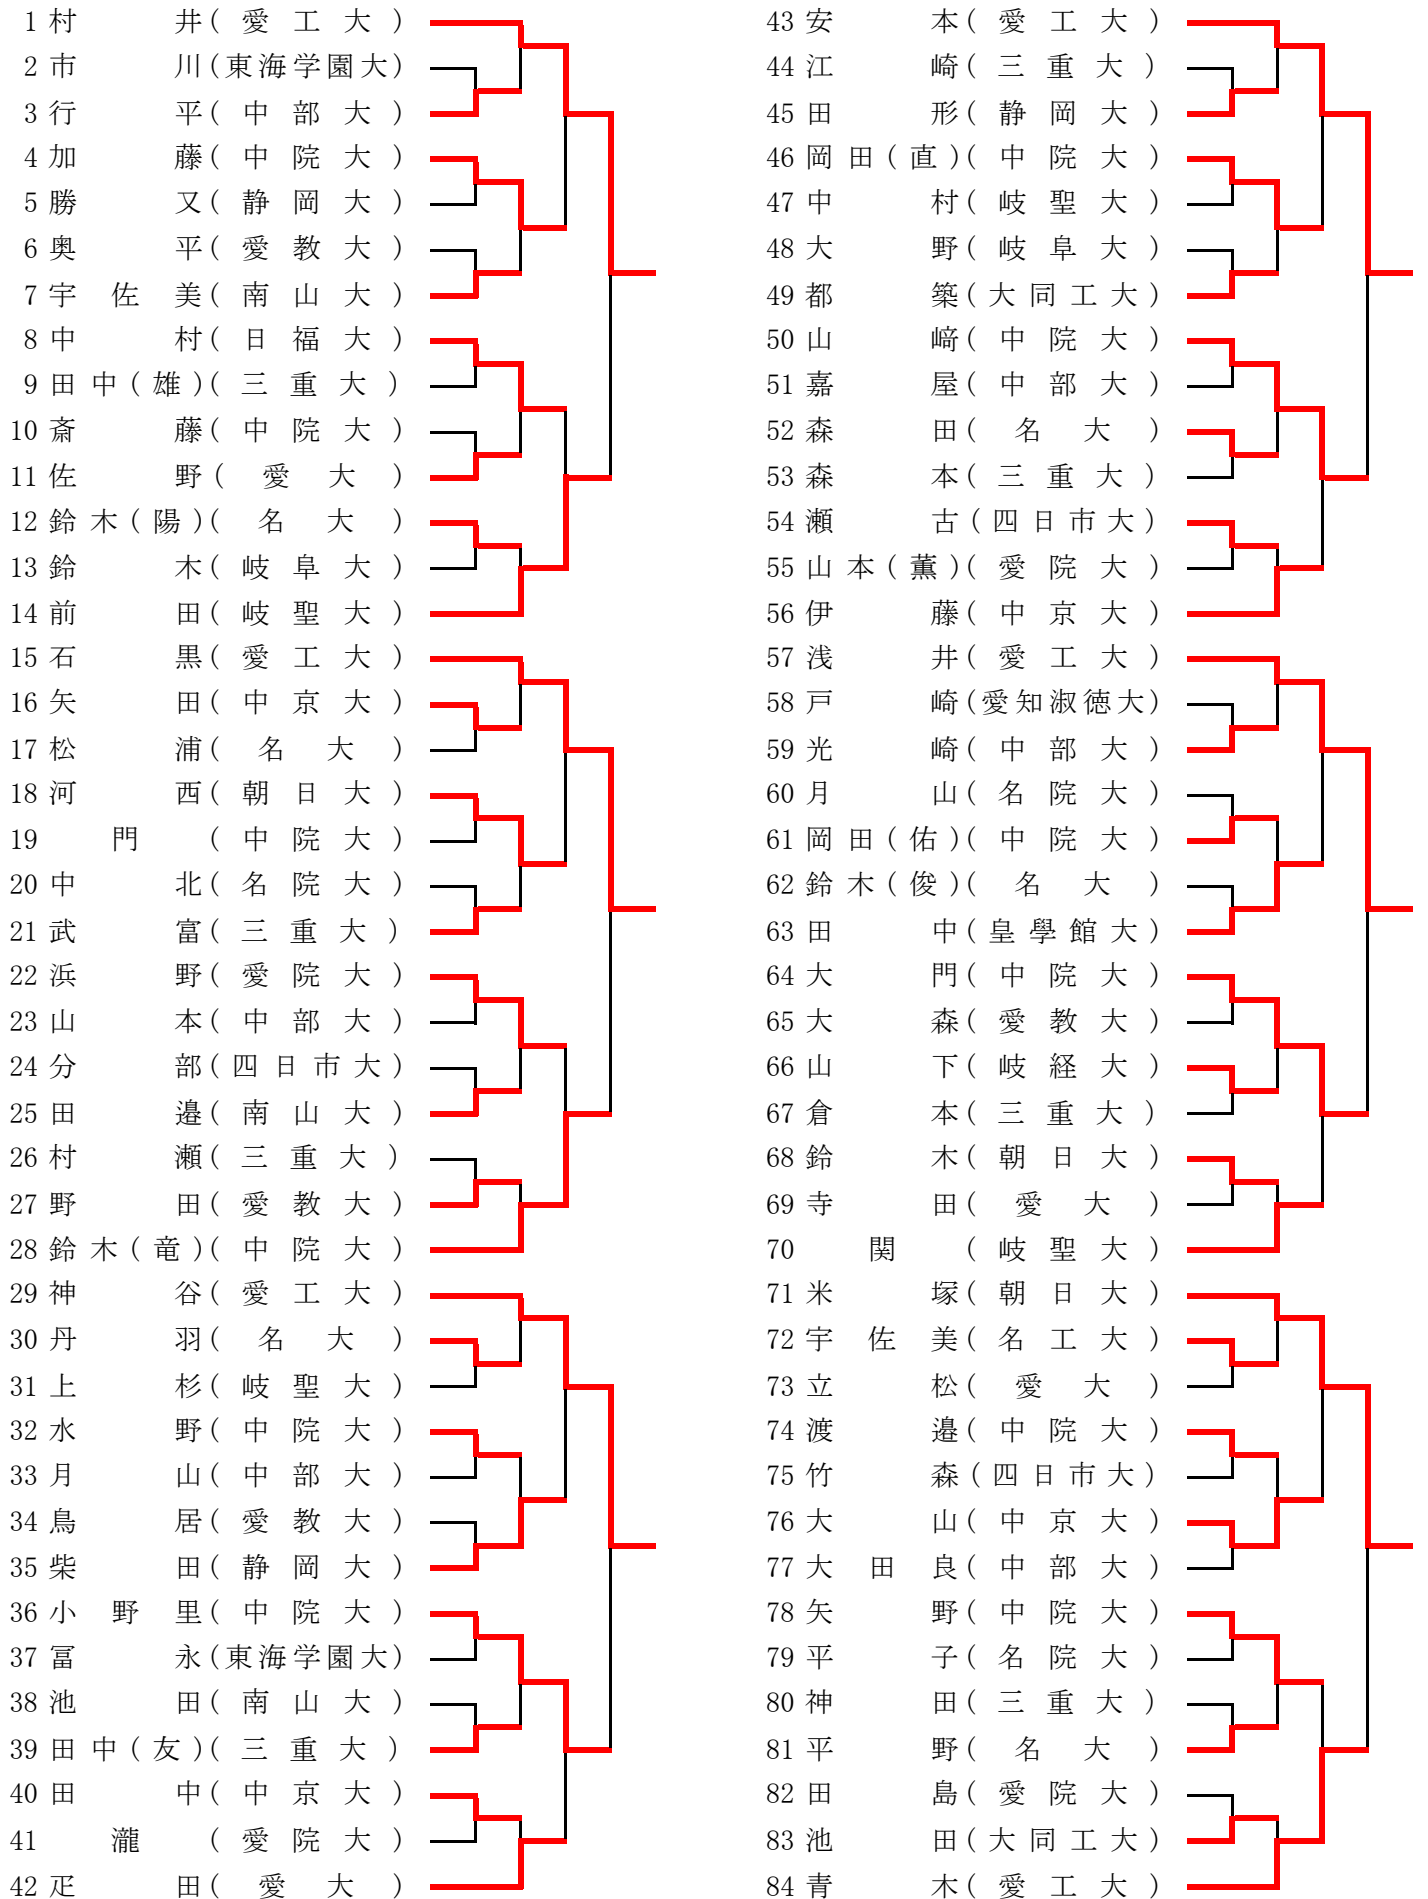 1 村井(愛工大)
2 市川(東海学園大)
3 行平(中部大)
4 加藤(中院大)
5 勝又(静岡大)
6 奥平(愛教大)
7 宇佐美(南山大)
8 中村(日福大)
9 田中(雄)(三重大)
10 斎藤(中院大)
11 佐野(愛大)
12 鈴木(陽)(名大)
13 鈴木(岐阜大)
14 前田(岐聖大)
15 石黒(愛工大)
16 矢田(中京大)
17 松浦(名大)
18 河西(朝日大)
19 門(中院大)
20 中北(名院大)
21 武富(三重大)
22 浜野(愛院大)
23 山本(中部大)
24 分部(四日市大)
25 田邉(南山大)
26 村瀬(三重大)
27 野田(愛教大)
28 鈴木(竜)(中院大)
29 神谷(愛工大)
30 丹羽(名大)
31 上杉(岐聖大)
32 水野(中院大)
33 月山(中部大)
34 鳥居(愛教大)
35 柴田(静岡大)
36 小野里(中院大)
37 冨永(東海学園大)
38 池田(南山大)
39 田中(友)(三重大)
40 田中(中京大)
41 瀧(愛院大)
42 疋田(愛大)
43 安本(愛工大)
44 江崎(三重大)
45 田形(静岡大)
46 岡田(直)(中院大)
47 中村(岐聖大)
48 大野(岐阜大)
49 都築(大同工大)
50 山﨑(中院大)
51 嘉屋(中部大)
52 森田(名大)
53 森本(三重大)
54 瀬古(四日市大)
55 山本(薫)(愛院大)
56 伊藤(中京大)
57 浅井(愛工大)
58 戸崎(愛知淑徳大)
59 光崎(中部大)
60 月山(名院大)
61 岡田(佑)(中院大)
62 鈴木(俊)(名大)
63 田中(皇學館大)
64 大門(中院大)
65 大森(愛教大)
66 山下(岐経大)
67 倉本(三重大)
68 鈴木(朝日大)
69 寺田(愛大)
70 関(岐聖大)
71 米塚(朝日大)
72 宇佐美(名工大)
73 立松(愛大)
74 渡邉(中院大)
75 竹森(四日市大)
76 大山(中京大)
77 大田良(中部大)
78 矢野(中院大)
79 平子(名院大)
80 神田(三重大)
81 平野(名大)
82 田島(愛院大)
83 池田(大同工大)
84 青木(愛工大)